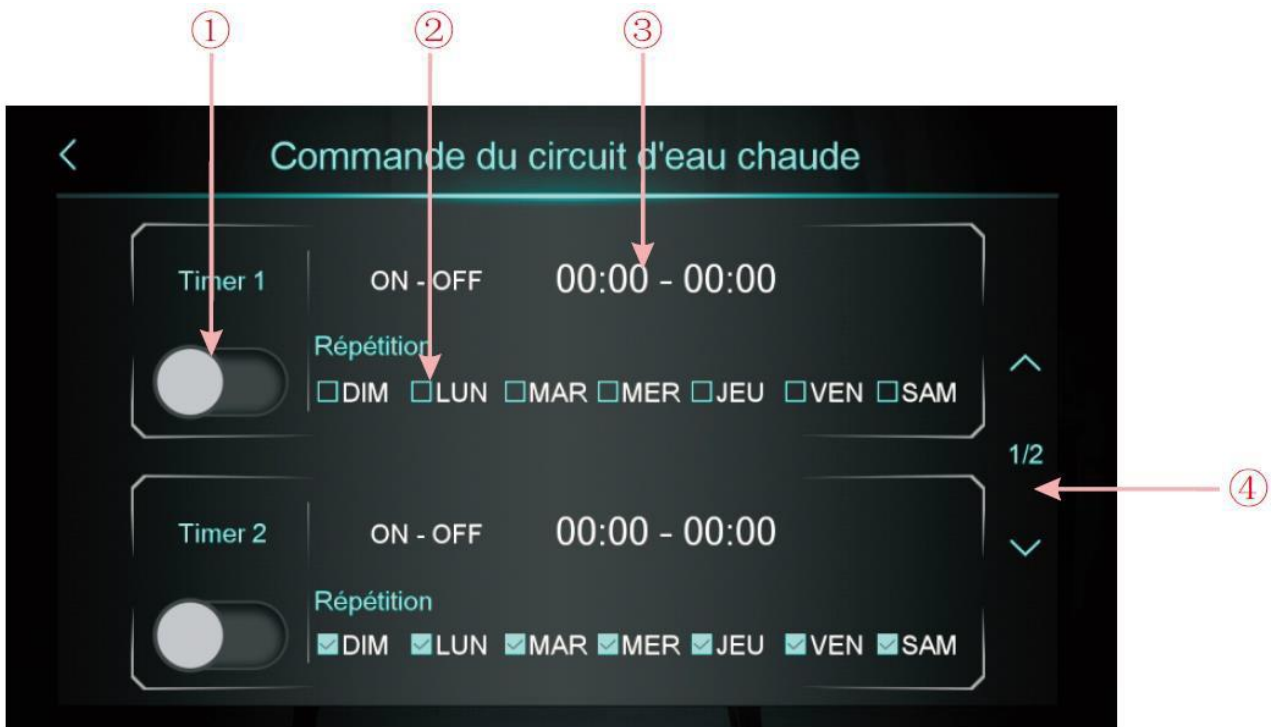 ① ② ③
Commande du circuit d'eau chaude
Timer 1 ON - OFF 00:00 - 00:00
Répétition
DIM LUN MAR MER JEU VEN SAM
1/2
④
Timer 2 ON - OFF 00:00 - 00:00
Répétition
DIM LUN MAR MER JEU VEN SAM